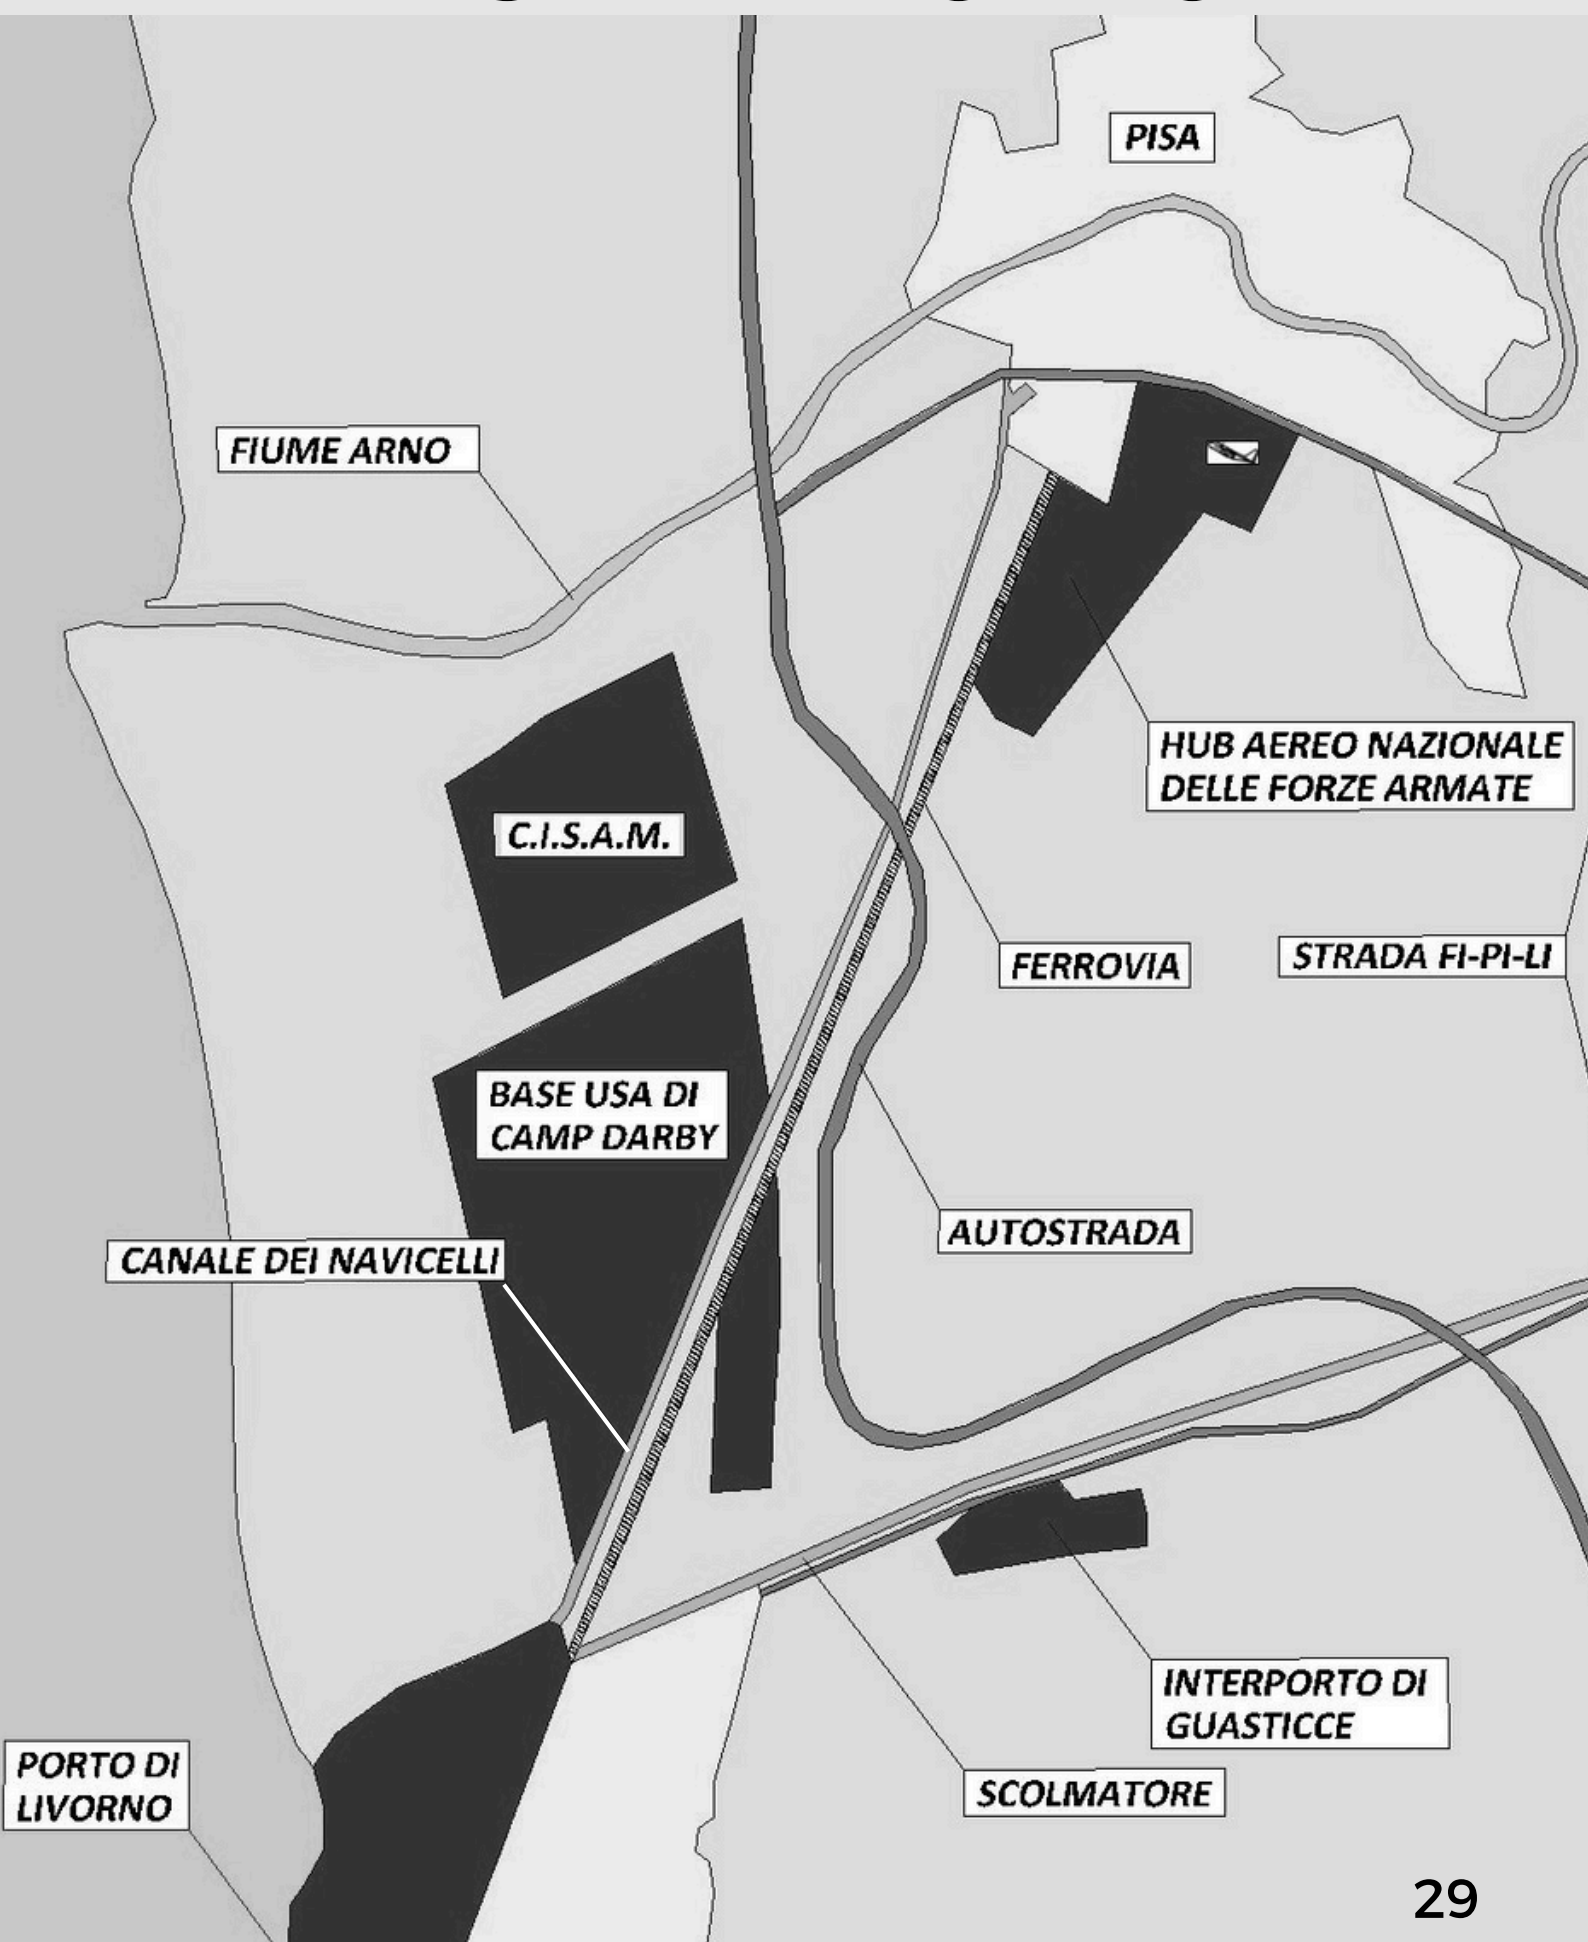 PISA
FIUME ARNO
HUB AEREO NAZIONALE
DELLE FORZE ARMATE
C.I.S.A.M.
FERROVIA
STRADA FI-PI-LI
BASE USA DI
CAMP DARBY
AUTOSTRADA
CANALE DEI NAVICELLI
INTERPORTO DI
GUASTICCE
PORTO DI
LIVORNO
SCOLMATORE
29